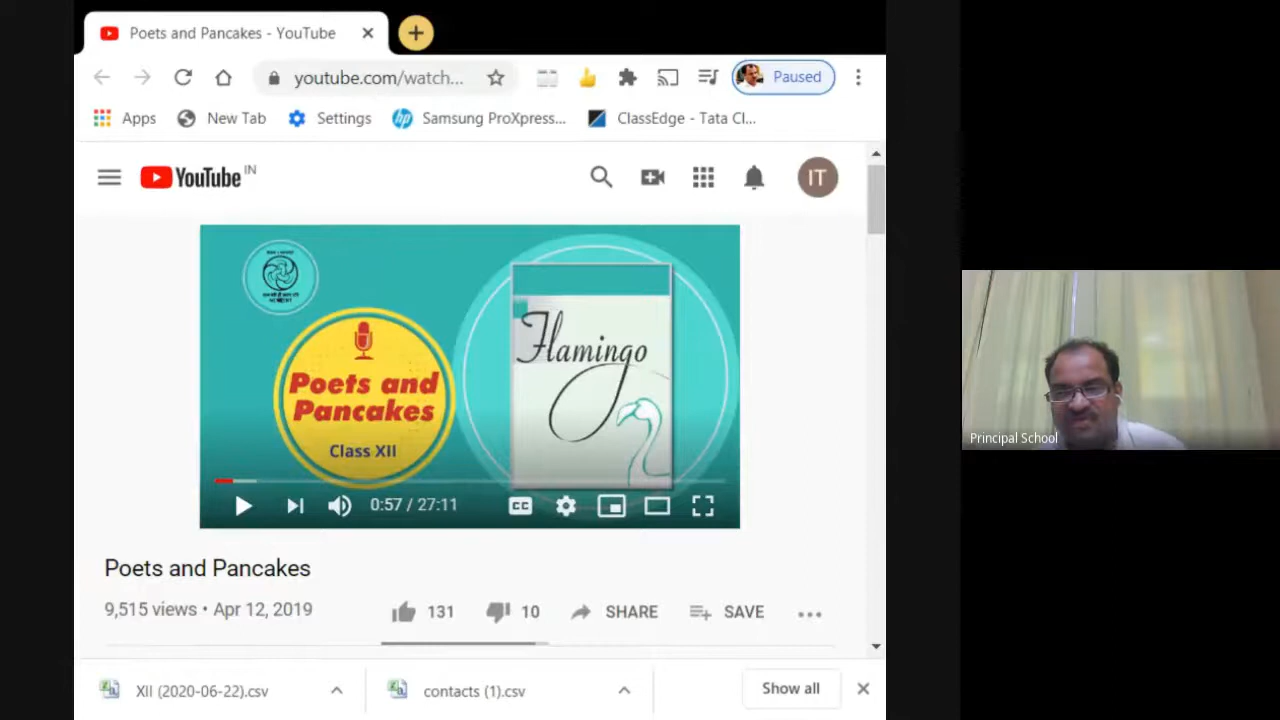 Poets and Pancakes - YouTube
youtube.com/watch...
Paused
Apps
New Tab
Settings
Samsung ProXpress...
ClassEdge - Tata Cl...
YouTube IN
IT
Flamingo
Poets and
Pancakes
Class XII
0:57 / 27:11
CC
Poets and Pancakes
9,515 views • Apr 12, 2019
131
10
SHARE
SAVE
XII (2020-06-22).csv
contacts (1).csv
Show all
Principal School